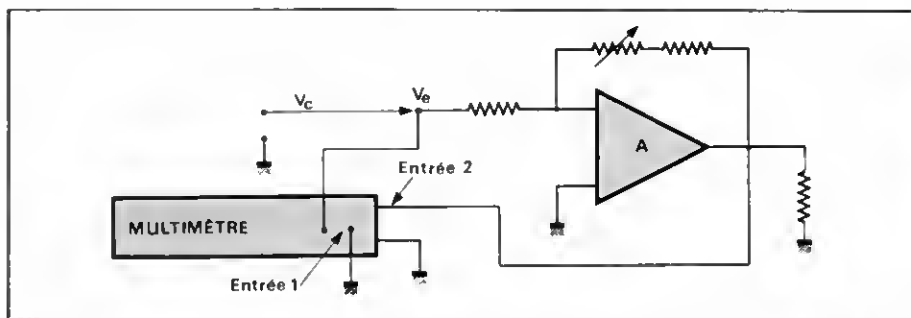 Vc
Ve
A
Entrée 2
MULTIMÈTRE
Entrée 1